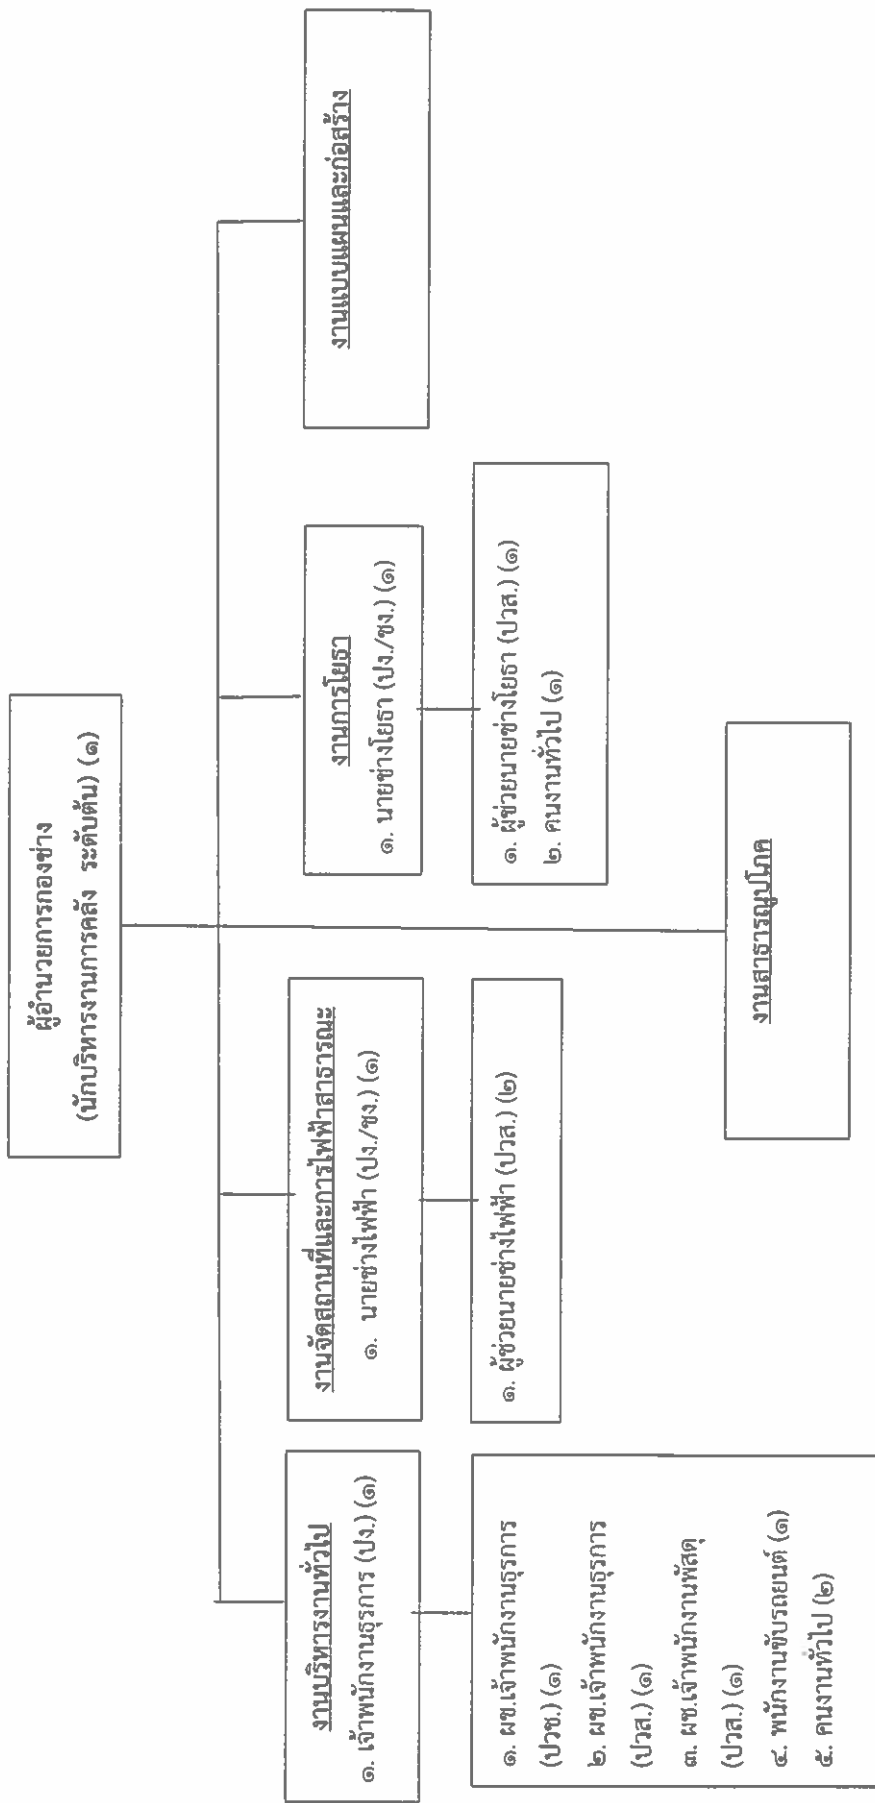 ผู้อำนวยการกองช่าง
(นักบริหารงานการคลัง ระดับต้น) (๑)
งานบริหารงานทั่วไป
๑. เจ้าพนักงานธุรการ (ปง.) (๑)
๑. ผช.เจ้าพนักงานธุรการ
(ปวช.) (๑)
๒. ผช.เจ้าพนักงานธุรการ
(ปวส.) (๑)
๓. ผช.เจ้าพนักงานพัสดุ
(ปวส.) (๑)
๔. พนักงานขับรถยนต์ (๑)
๕. คนงานทั่วไป (๒)
งานจัดสถานที่และการไฟฟ้าสาธารณะ
๑. นายช่างไฟฟ้า (ปง./ชง.) (๑)
๑. ผู้ช่วยนายช่างไฟฟ้า (ปวส.) (๒)
งานการโยธา
๑. นายช่างโยธา (ปง./ชง.) (๑)
๑. ผู้ช่วยนายช่างโยธา (ปวส.) (๑)
๒. คนงานทั่วไป (๑)
งานแบบแผนและก่อสร้าง
งานสาธารณูปโภค